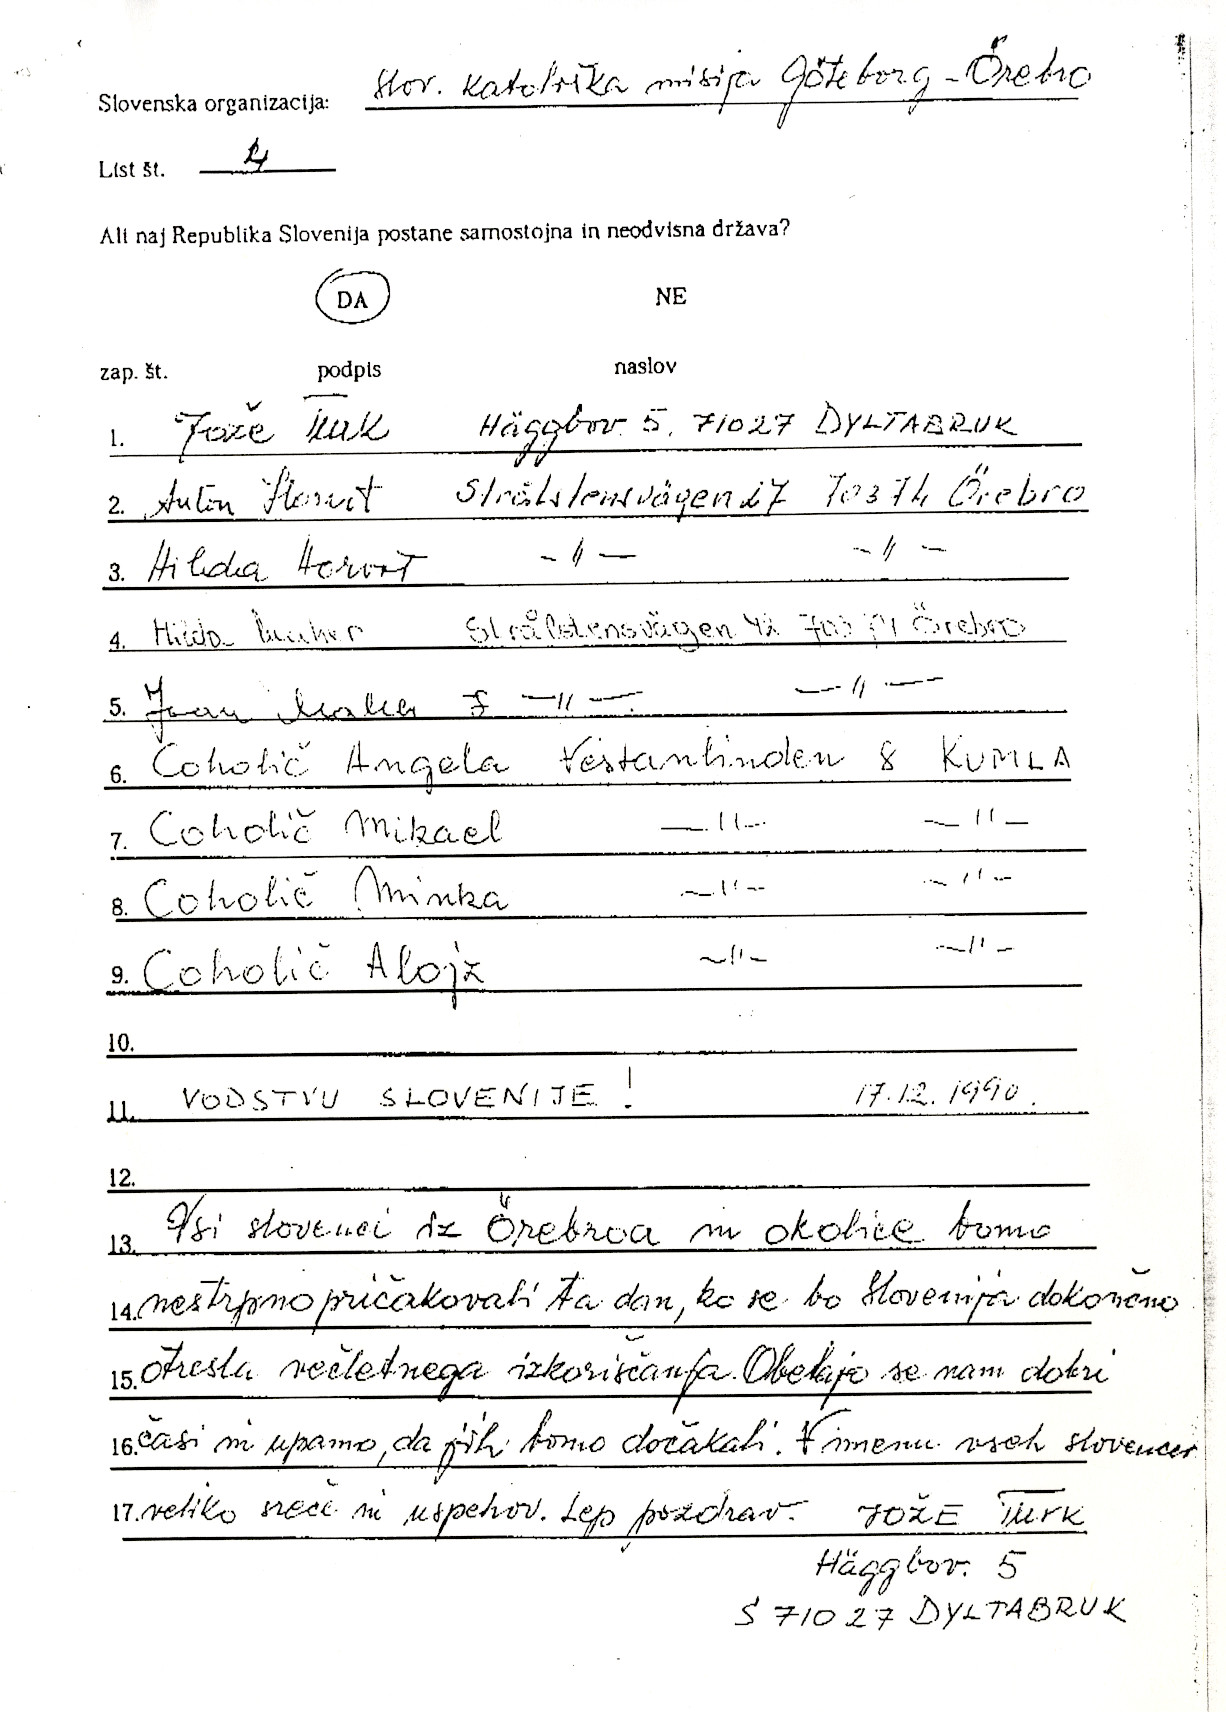 Slovenska organizacija: Slov. katoliška misija Göteborg - Örebro
List št. 4
Ali naj Republika Slovenija postane samostojna in neodvisna država?
DA NE
zap. št. podpis naslov
1. Jože Turk Häggbov. 5. 71027 DYLTABRUK
2. Anton Horvat Strålstensvägen 27 70374 Örebro
3. Hilda Horvat -〃- -〃-
4. Hilda Strålstensvägen 42 703 Örebro
5. Ivan -〃- -〃-
6. Coholič Angela Västanlinden 8 KUMLA
7. Coholič Mikael -〃- -〃-
8. Coholič Minka -〃- -〃-
9. Coholič Alojz -〃- -〃-
10.
11. VODSTVU SLOVENIJE! 17.12.1990.
12.
13. Vsi slovenci iz Örebroa in okolice bomo
14. nestrpno pričakovali ta dan, ko se bo Slovenija dokončno
15. otresla večletnega izkoriščanja. Obetajo se nam dobri
16. časi in upamo, da jih bomo dočakali. V imenu vseh slovencev
17. veliko sreče in uspehov. Lep pozdrav. JOŽE TURK
Häggbov. 5
S 71027 DYLTABRUK